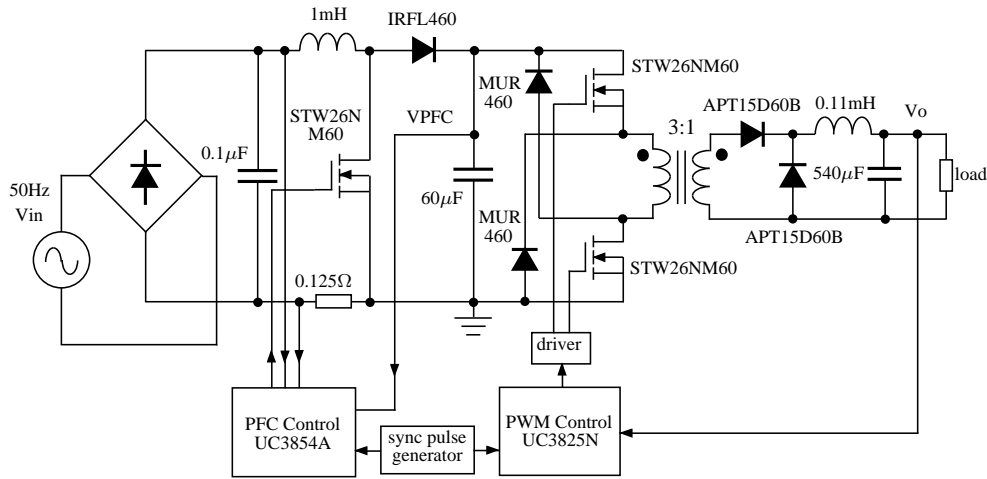 1mH
IRFL460
STW26NM60
MUR
460
STW26N
M60
VPFC
APT15D60B
0.11mH
Vo
3:1
0.1μF
50Hz
Vin
60μF
540μF
load
MUR
460
APT15D60B
STW26NM60
0.125Ω
driver
PFC Control
UC3854A
sync pulse
generator
PWM Control
UC3825N